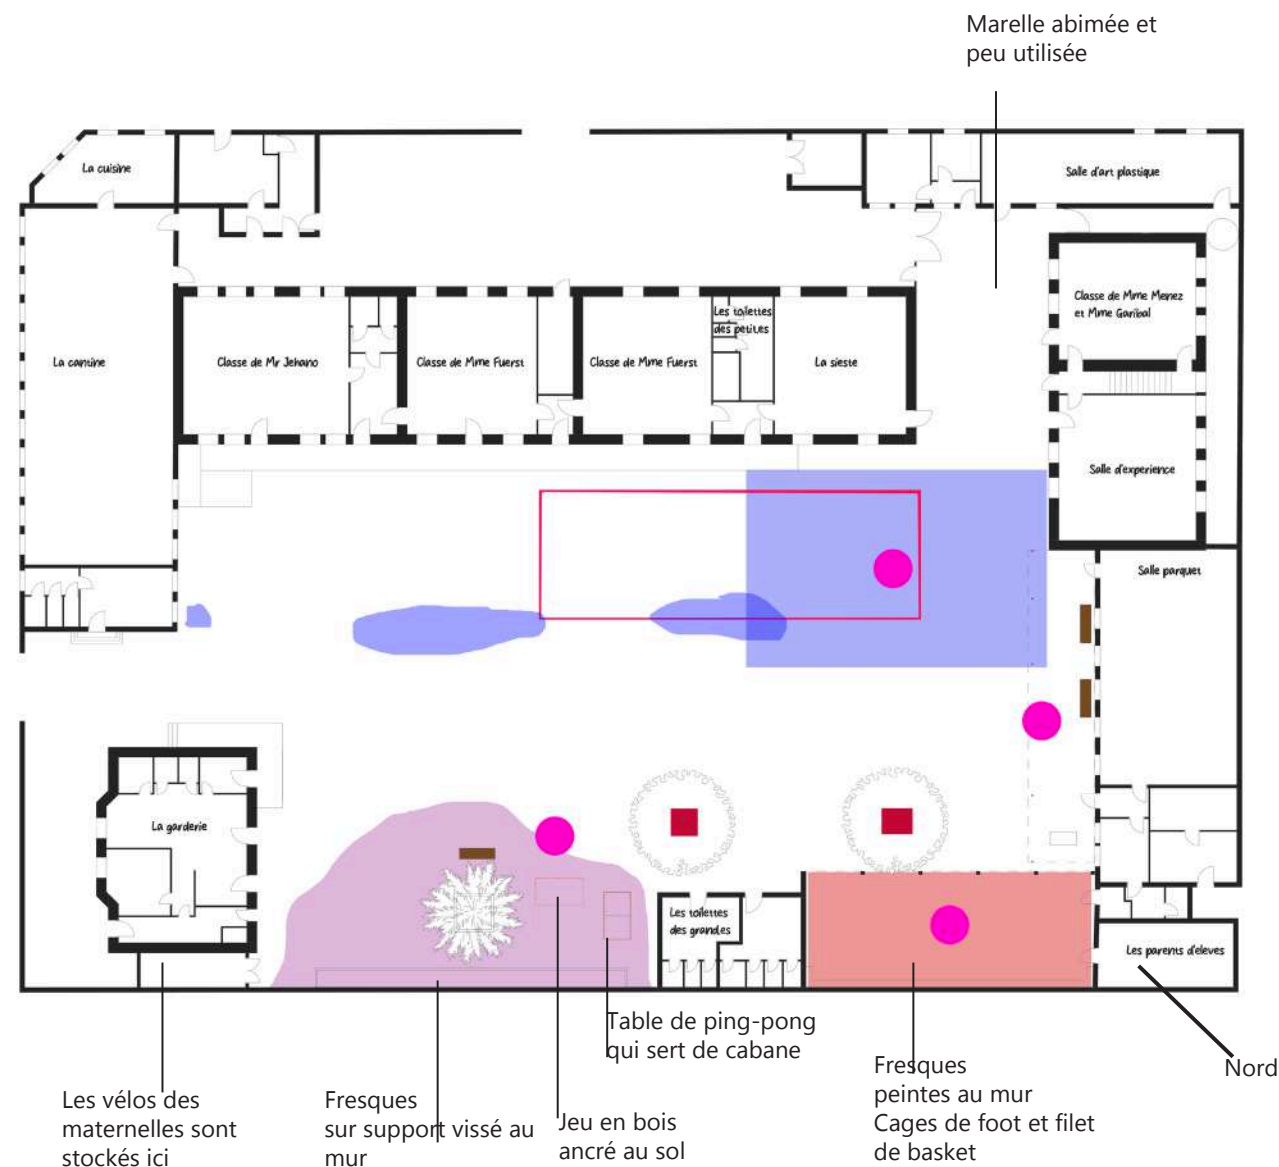 Marelle abimée et
peu utilisée
La cuisine
Salle d'art plastique
Classe de Mme Menez
et Mme Garibal
Les toilettes
des petites
La cantine
Classe de Mr Jehano
Classe de Mme Fuerst
Classe de Mme Fuerst
La sieste
Salle d'experience
Salle parquet
La garderie
Les toilettes
des grandes
Les parents d'eleves
Table de ping-pong
qui sert de cabane
Fresques
peintes au mur
Cages de foot et filet
de basket
Nord
Les vélos des
maternelles sont
stockés ici
Fresques
sur support vissé au
mur
Jeu en bois
ancré au sol